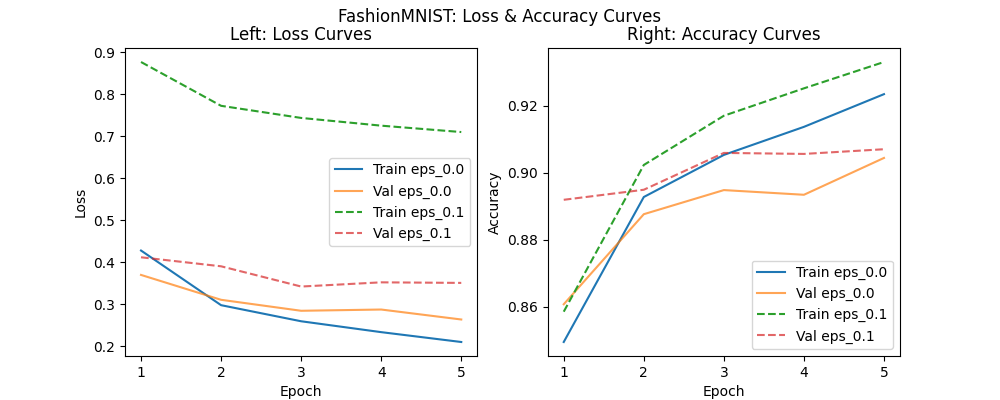 FashionMNIST: Loss & Accuracy Curves
Left: Loss Curves
0.9
0.8
0.7
0.6
0.5
0.4
0.3
0.2
Loss
1
2
3
4
5
Epoch
Train eps_0.0
Val eps_0.0
Train eps_0.1
Val eps_0.1
Right: Accuracy Curves
0.92
0.90
0.88
0.86
Accuracy
1
2
3
4
5
Epoch
Train eps_0.0
Val eps_0.0
Train eps_0.1
Val eps_0.1